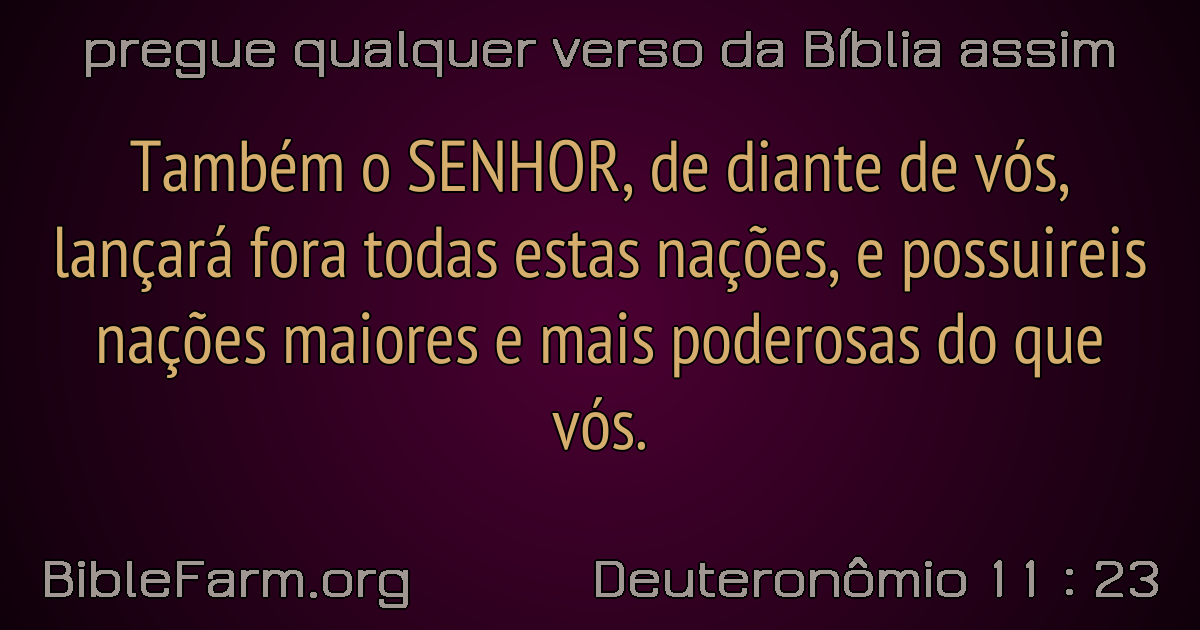 pregue qualquer verso da Bíblia assim
Também o SENHOR, de diante de vós,
lançará fora todas estas nações, e possuireis
nações maiores e mais poderosas do que
vós.
BibleFarm.org
Deuteronômio 11 : 23